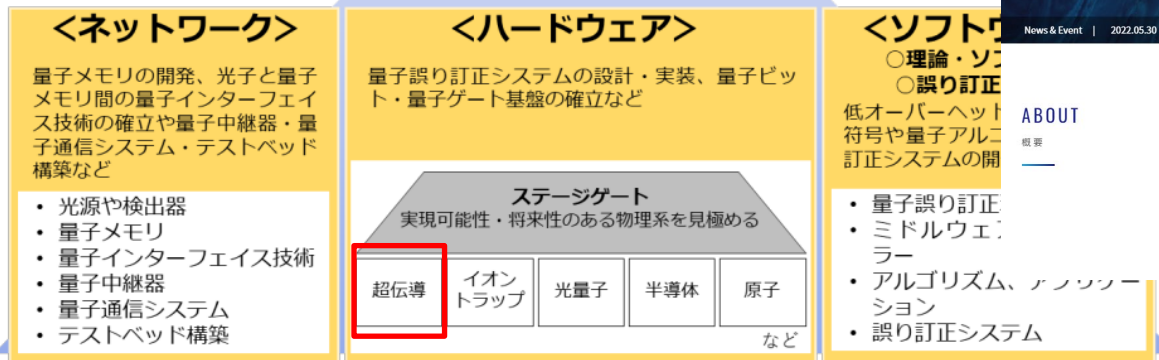 <ネットワーク>
量子メモリの開発、光子と量子
メモリ間の量子インターフェイ
ス技術の確立や量子中継器・量
子通信システム・テストベッド
構築など
• 光源や検出器
• 量子メモリ
• 量子インターフェイス技術
• 量子中継器
• 量子通信システム
• テストベッド構築
<ハードウェア>
量子誤り訂正システムの設計・実装、量子ビッ
ト・量子ゲート基盤の確立など
ステージゲート
実現可能性・将来性のある物理系を見極める
超伝導
イオン
トラップ
光量子
半導体
原子
など
<ソフト
○理論・ソフ
○誤り訂正
低オーバーヘット
符号や量子アルゴ
訂正システムの開
• 量子誤り訂正
• ミドルウェア
ラー
• アルゴリズム、アプリケー
ション
• 誤り訂正システム
News & Event | 2022.05.30
ABOUT
概要